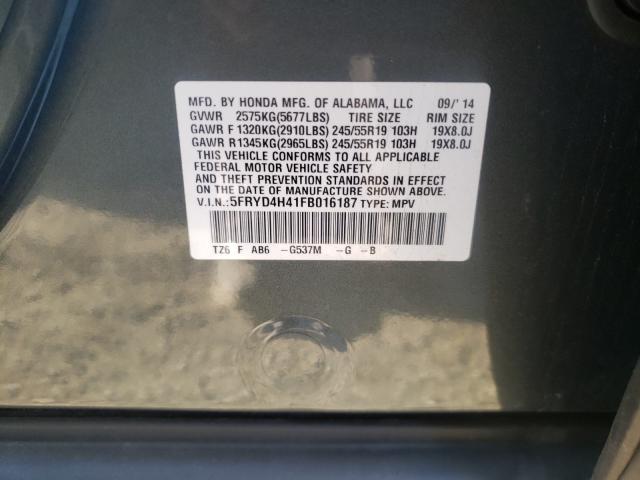 MFD. BY HONDA MFG. OF ALABAMA, LLC 09/' 14
GVWR 2575KG(5677LBS) TIRE SIZE RIM SIZE
GAWR F 1320KG(2910LBS) 245/55R19 103H 19X8.0J
GAWR R1345KG(2965LBS) 245/55R19 103H 19X8.0J
THIS VEHICLE CONFORMS TO ALL APPLICABLE
FEDERAL MOTOR VEHICLE SAFETY
AND THEFT PREVENTION STANDARDS IN EFFECT
ON THE DATE OF MANUFACTURE SHOWN ABOVE.
V.I.N.:5FRYD4H41FB016187 TYPE: MPV
TZ6 F AB6 -G537M -G -B